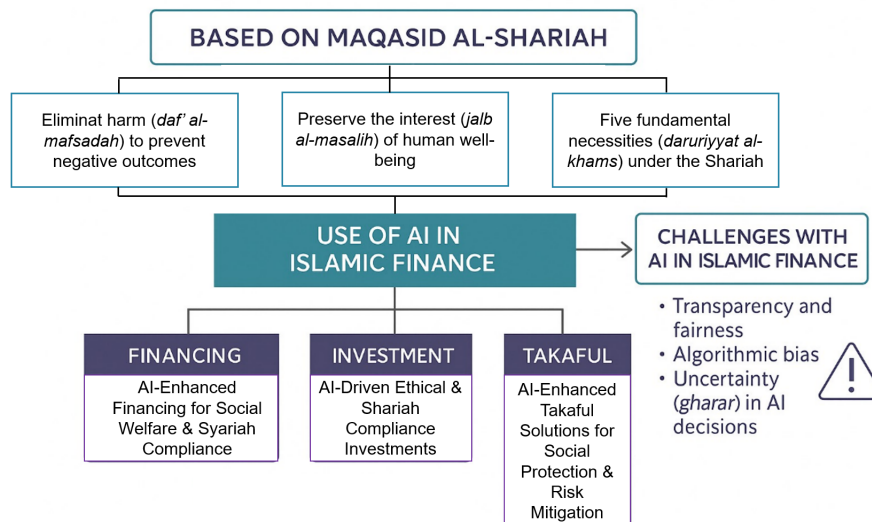 BASED ON MAQASID AL-SHARIAH
Eliminat harm (daf' al-
mafsadah) to prevent
negative outcomes
Preserve the interest (jalb
al-masalih) of human well-
being
Five fundamental
necessities (daruriyyat al-
khams) under the Shariah
USE OF AI IN
ISLAMIC FINANCE
CHALLENGES WITH
AI IN ISLAMIC FINANCE
• Transparency and
fairness
• Algorithmic bias
• Uncertainty
(gharar) in AI
decisions
FINANCING
AI-Enhanced
Financing for Social
Welfare & Syariah
Compliance
INVESTMENT
AI-Driven Ethical &
Shariah
Compliance
Investments
TAKAFUL
AI-Enhanced
Takaful
Solutions for
Social
Protection &
Risk
Mitigation